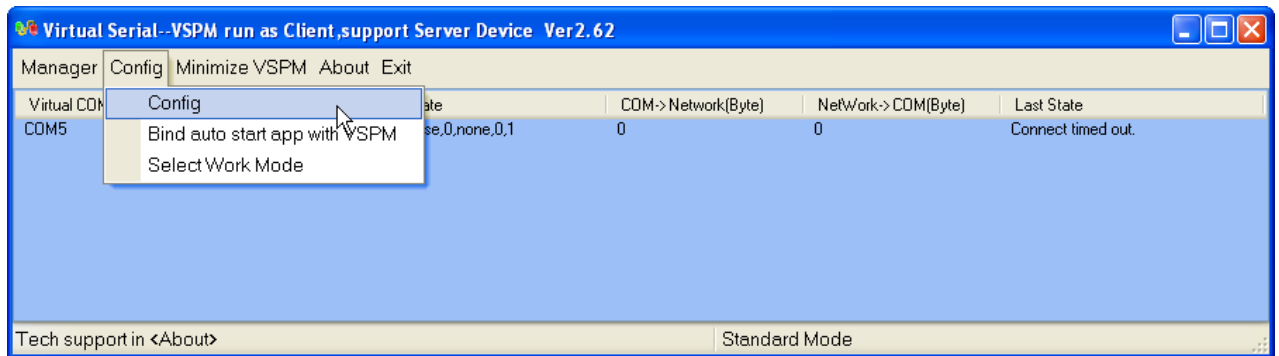 Virtual Serial--VSPM run as Client,support Server Device Ver2.62
Manager Config Minimize VSPM About Exit
Virtual COM COM->Network(Byte) NetWork->COM(Byte) Last State
Config
COM5 se,0,none,0,1 0 0 Connect timed out.
Bind auto start app with VSPM
Select Work Mode
Tech support in <About> Standard Mode